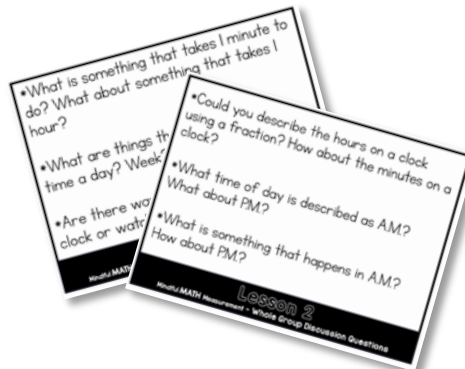 •What is something that takes 1 minute to
do? What about something that takes 1
hour?
•What are things th
time a day? Week?
•Are there wa
clock or watc
Mindful MATH Mea
•Could you describe the hours on a clock
using a fraction? How about the minutes on a
clock?
•What time of day is described as A.M.?
What about P.M.?
•What is something that happens in A.M.?
How about P.M.?
Lesson 2
Mindful MATH Measurement - Whole Group Discussion Questions